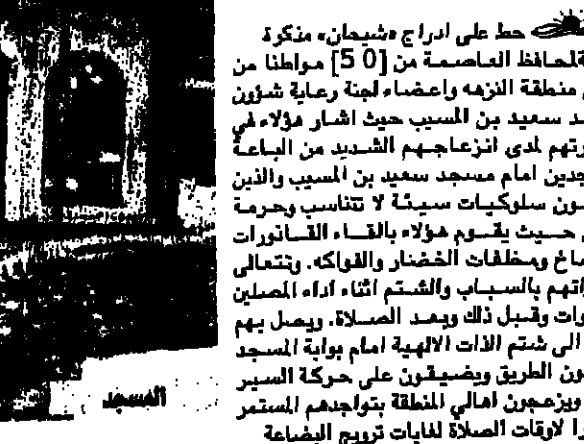 حط على ادراج «شيحان» مذكرة
لمحافظ العاصمة من [50] مواطنا من
منطقة النزهه واعضاء لجنة رعاية شؤون
سعيد بن المسيب حيث اشار هؤلاء في
لمدى انزعاجهم الشديد من الباعة
امام مسجد سعيد بن المسيب والذين
سلوكيات سيئة لا تتناسب وحرمة
حيث يقوم هؤلاء بالقاء القانورات
ومخلفات الخضار والفواكه. وتتعالى
بالسباب والشتم اثناء اداء المصلين
وقبل ذلك وبعد الصلاة. ويصل بهم
الى شتم الذات الالهية امام بوابة المسجد
الطريق ويضيقون على حركة السير
ويزعجون اهالي المنطقة بتواجدهم المستمر
لاوقات الصلاة لغايات ترويج البضاعة
المسجد